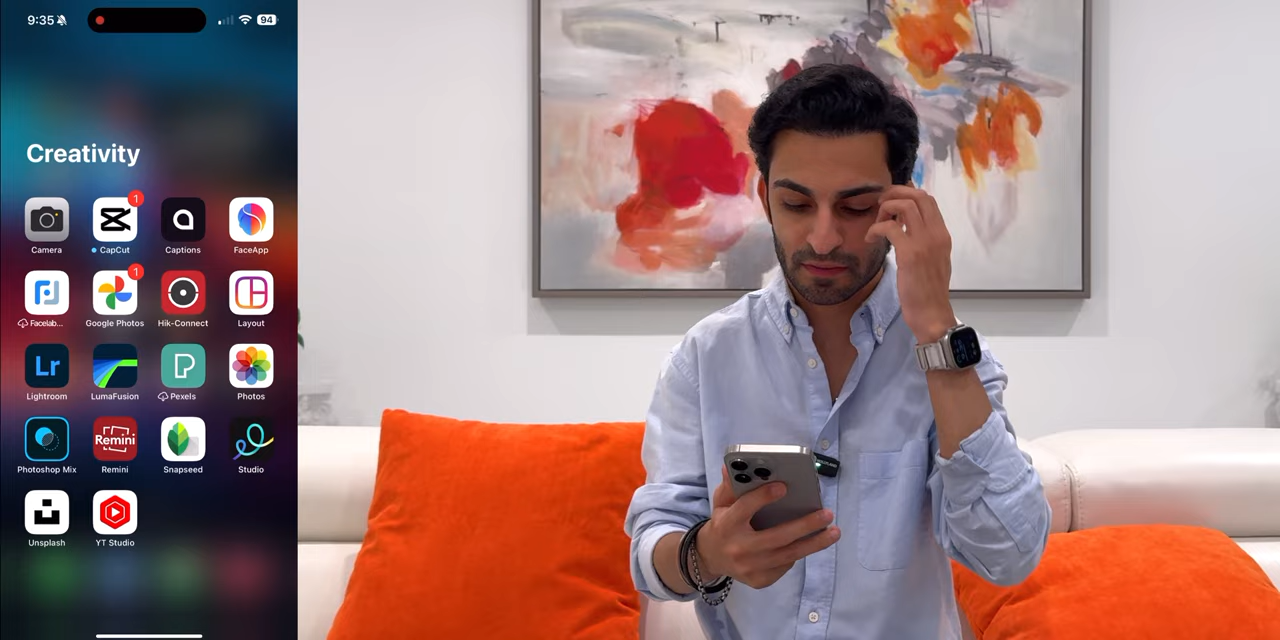 9:35
94
Creativity
1
Camera
CapCut
Captions
FaceApp
1
Facelab...
Google Photos
Hik-Connect
Layout
Lr
Lightroom
LumaFusion
Pexels
Photos
Remini
Photoshop Mix
Remini
Snapseed
Studio
Unsplash
YT Studio